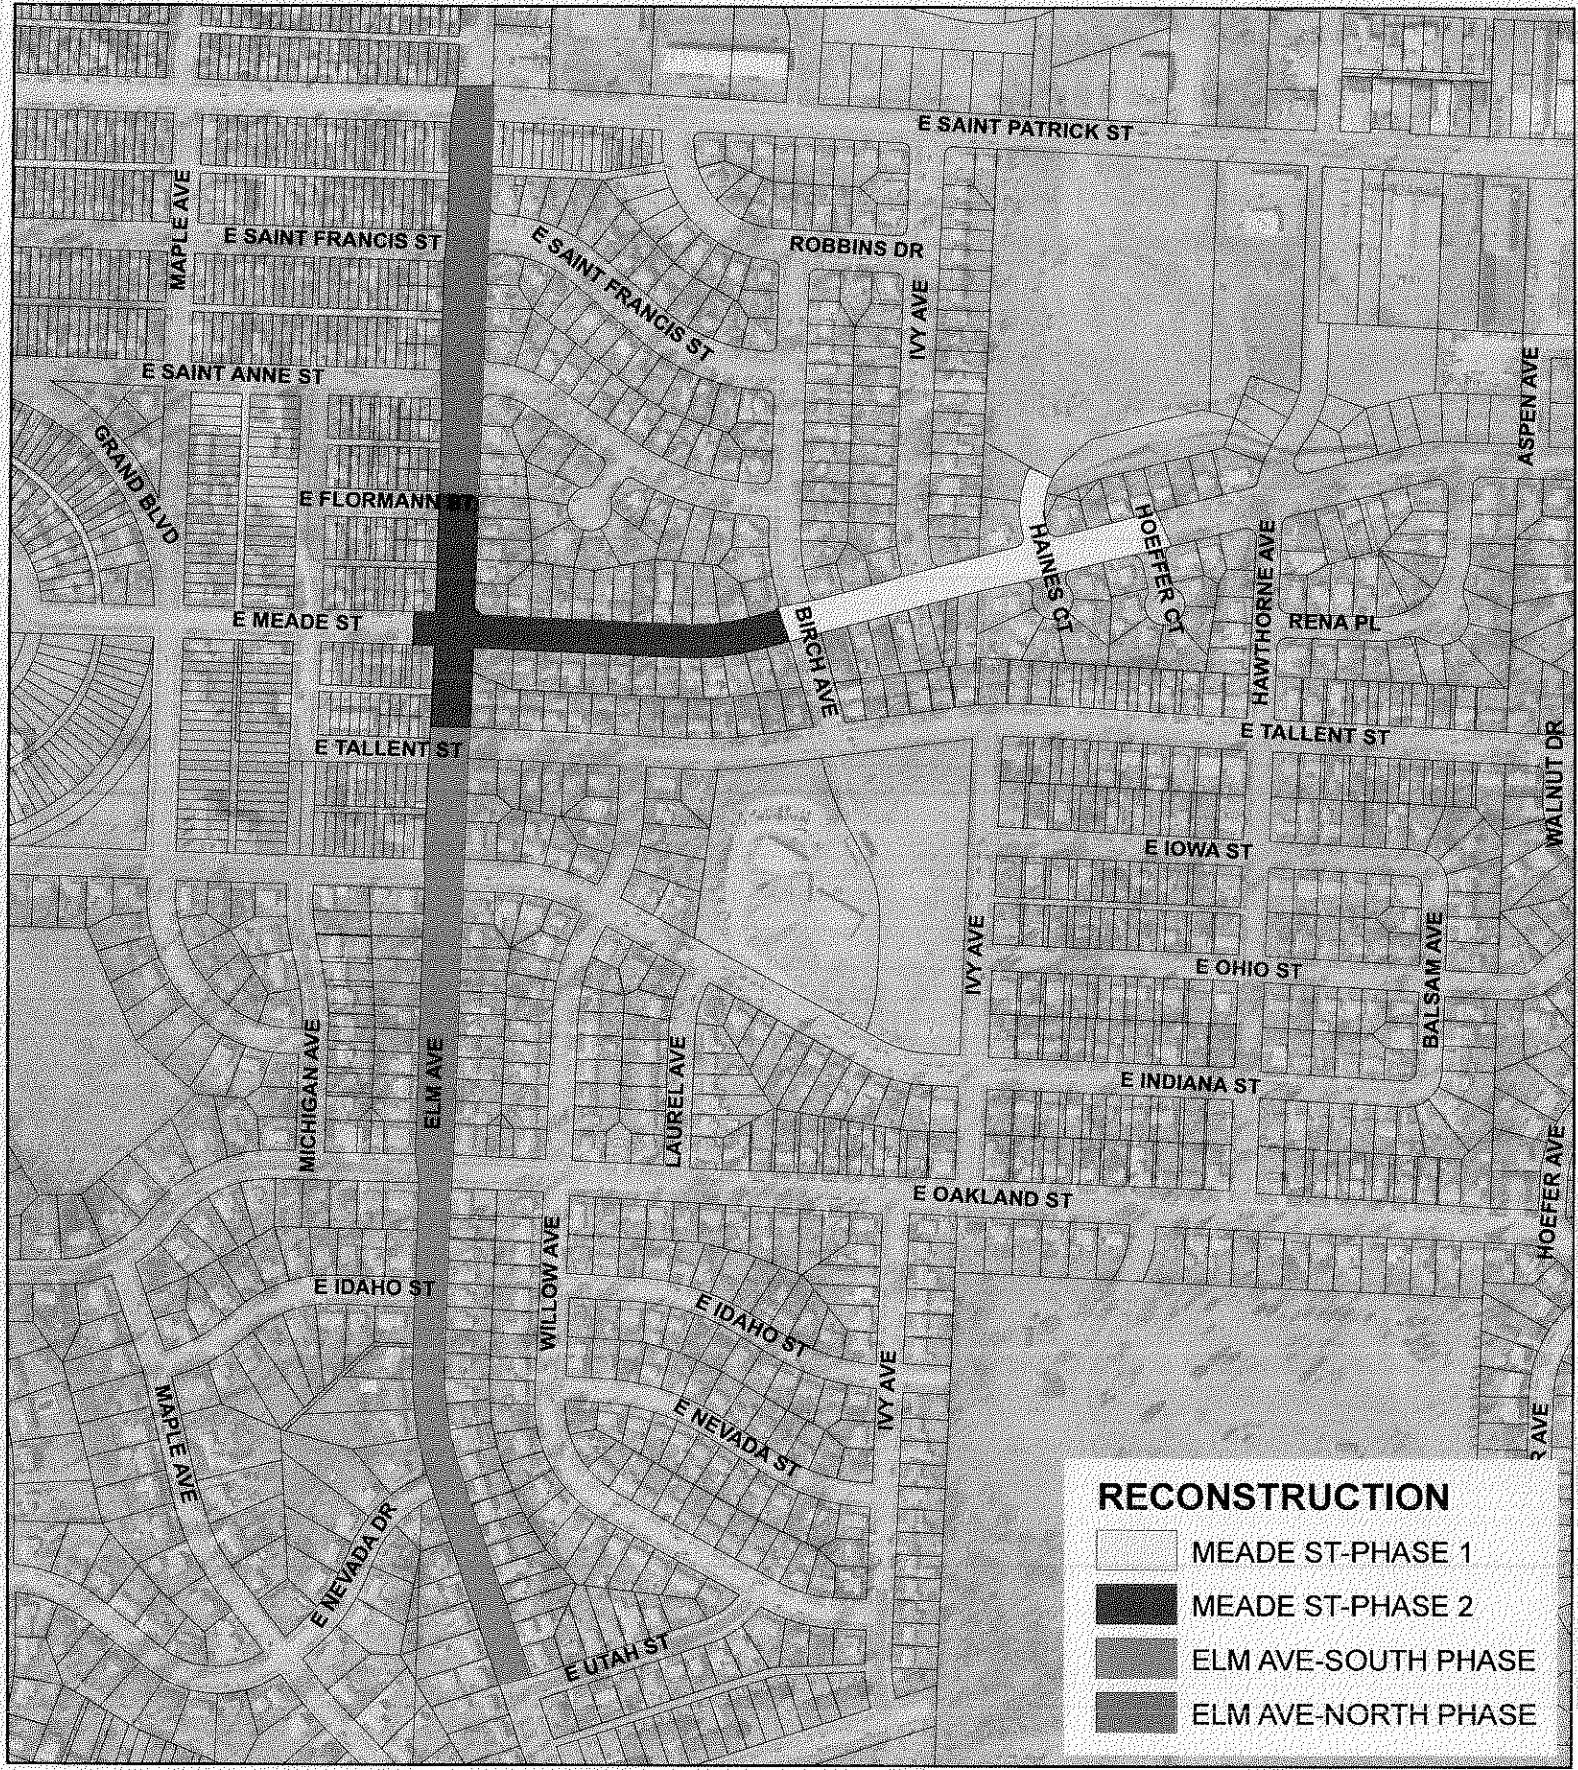 E SAINT PATRICK ST
MAPLE AVE
E SAINT FRANCIS ST
E SAINT FRANCIS ST
ROBBINS DR
IVY AVE
E SAINT ANNE ST
ASPEN AVE
GRAND BLVD
E FLORMANN ST
HAINES CT
HOEFFER CT
HAWTHORNE AVE
E MEADE ST
BIRCH AVE
RENA PL
E TALLENT ST
E TALLENT ST
WALNUT DR
E IOWA ST
IVY AVE
E OHIO ST
BALSAM AVE
MICHIGAN AVE
ELM AVE
LAUREL AVE
E INDIANA ST
E OAKLAND ST
HOEFER AVE
WILLOW AVE
E IDAHO ST
E IDAHO ST
IVY AVE
MAPLE AVE
E NEVADA ST
R AVE
E NEVADA DR
E UTAH ST
RECONSTRUCTION
MEADE ST-PHASE 1
MEADE ST-PHASE 2
ELM AVE-SOUTH PHASE
ELM AVE-NORTH PHASE